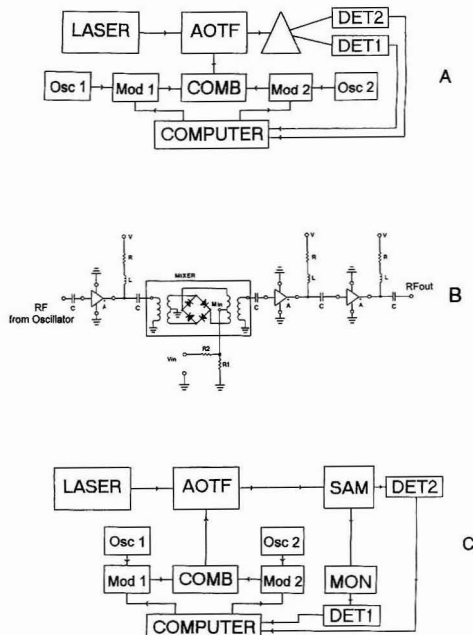 DET2
LASER AOTF DET1
A
Osc 1 Mod 1 COMB Mod 2 Osc 2
COMPUTER
V V V
R R R
L L L
MIXER
C A C C A C A C
RF
from Oscillator
Min
RFout
B
Vin R2
R1
LASER AOTF SAM DET2
Osc 1 Osc 2
C
Mod 1 COMB Mod 2 MON
DET1
COMPUTER